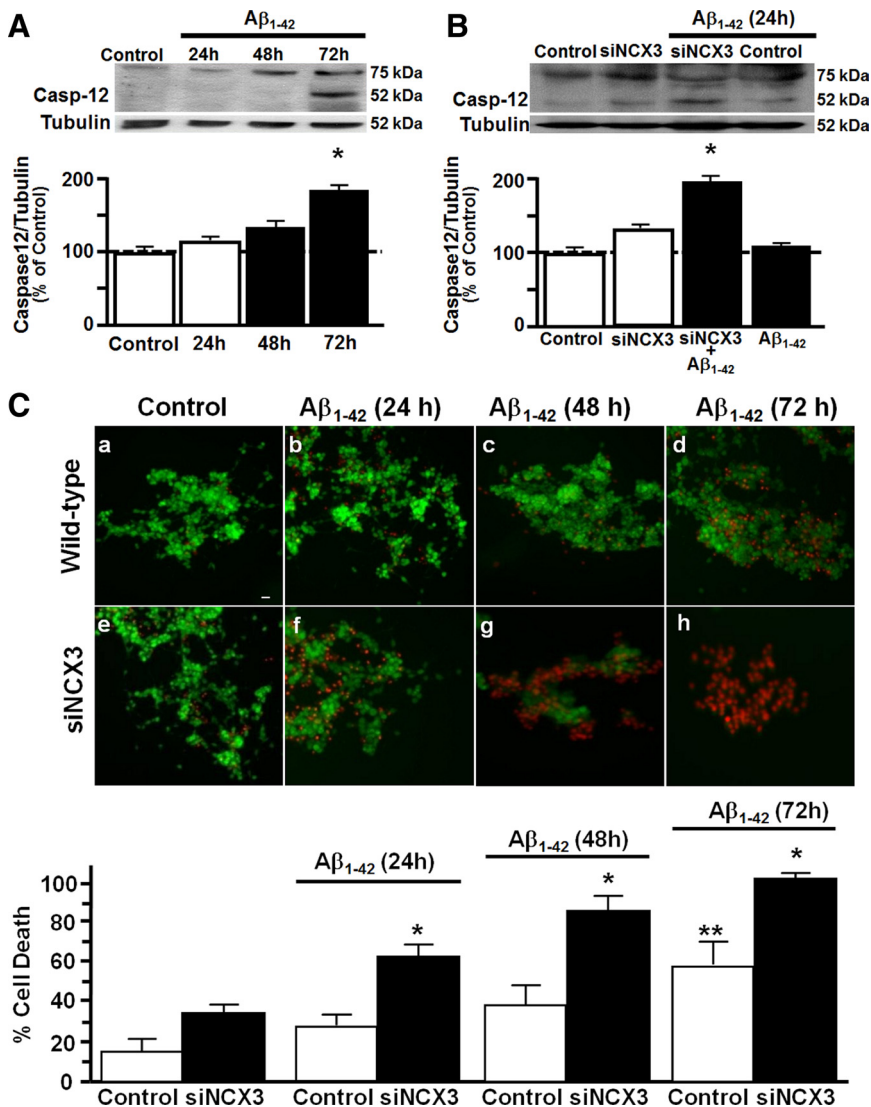 A
Aβ1-42
Control 24h 48h 72h
75 kDa
Casp-12 52 kDa
Tubulin 52 kDa
*
200
100
0
Caspase12/Tubulin
(% of Control)
Control 24h 48h 72h
B
Aβ1-42 (24h)
Control siNCX3 siNCX3 Control
75 kDa
Casp-12 52 kDa
Tubulin 52 kDa
*
200
100
0
Caspase12/Tubulin
(% of Control)
Control siNCX3 siNCX3 + Aβ1-42 Aβ1-42
C
Control Aβ1-42 (24 h) Aβ1-42 (48 h) Aβ1-42 (72 h)
Wild-type
a b c d
siNCX3
e f g h
Aβ1-42 (24h) Aβ1-42 (48h) Aβ1-42 (72h)
* * ** *
100
80
60
40
20
0
% Cell Death
Control siNCX3 Control siNCX3 Control siNCX3 Control siNCX3